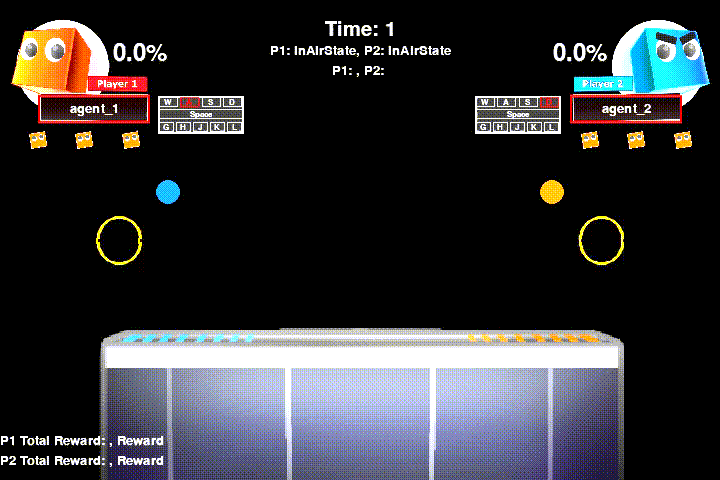 Time: 1
0.0%
P1: InAirState, P2: InAirState
0.0%
P1: , P2:
Player 1
Player 2
agent_1
W A S D
Space
G H J K L
W A S D
Space
G H J K L
agent_2
P1 Total Reward: , Reward
P2 Total Reward: , Reward